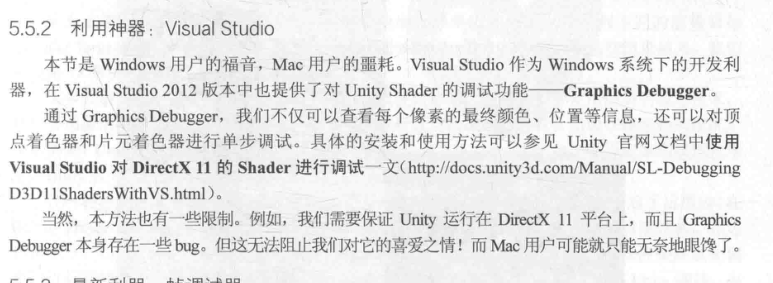 5.5.2 利用神器：Visual Studio
本节是 Windows 用户的福音，Mac 用户的噩耗。Visual Studio 作为 Windows 系统下的开发利
器，在 Visual Studio 2012 版本中也提供了对 Unity Shader 的调试功能——Graphics Debugger。
通过 Graphics Debugger，我们不仅可以查看每个像素的最终颜色、位置等信息，还可以对顶
点着色器和片元着色器进行单步调试。具体的安装和使用方法可以参见 Unity 官网文档中使用
Visual Studio 对 DirectX 11 的 Shader 进行调试一文（http://docs.unity3d.com/Manual/SL-Debugging
D3D11ShadersWithVS.html）。
当然，本方法也有一些限制。例如，我们需要保证 Unity 运行在 DirectX 11 平台上，而且 Graphics
Debugger 本身存在一些 bug。但这无法阻止我们对它的喜爱之情！而 Mac 用户可能就只能无奈地眼馋了。